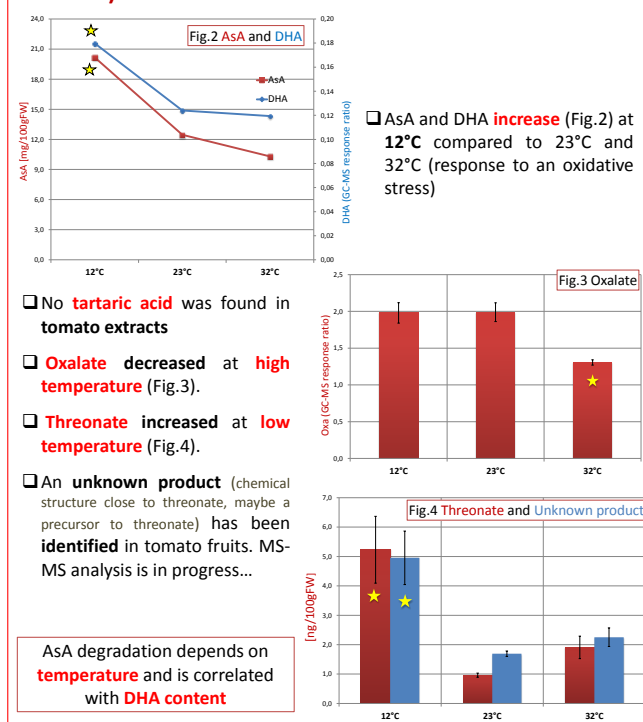 Fig.2 AsA and DHA
24,0
21,0
18,0
15,0
12,0
9,0
6,0
3,0
0,0
AsA [mg/100gFW]
0,20
0,18
0,16
0,14
0,12
0,10
0,08
0,06
0,04
0,02
0,00
DHA (GC-MS response ratio)
AsA
DHA
12°C 23°C 32°C
❑AsA and DHA increase (Fig.2) at
12°C compared to 23°C and
32°C (response to an oxidative
stress)
❑No tartaric acid was found in
tomato extracts
❑ Oxalate decreased at high
temperature (Fig.3).
❑ Threonate increased at low
temperature (Fig.4).
❑An unknown product (chemical
structure close to threonate, maybe a
precursor to threonate) has been
identified in tomato fruits. MS-
MS analysis is in progress…
AsA degradation depends on
temperature and is correlated
with DHA content
Fig.3 Oxalate
2,5
2,0
1,5
1,0
0,5
0,0
Oxa (GC-MS response ratio)
12°C 23°C 32°C
Fig.4 Threonate and Unknown product
7,0
6,0
5,0
4,0
3,0
2,0
1,0
0,0
[ng/100gFW]
12°C 23°C 32°C